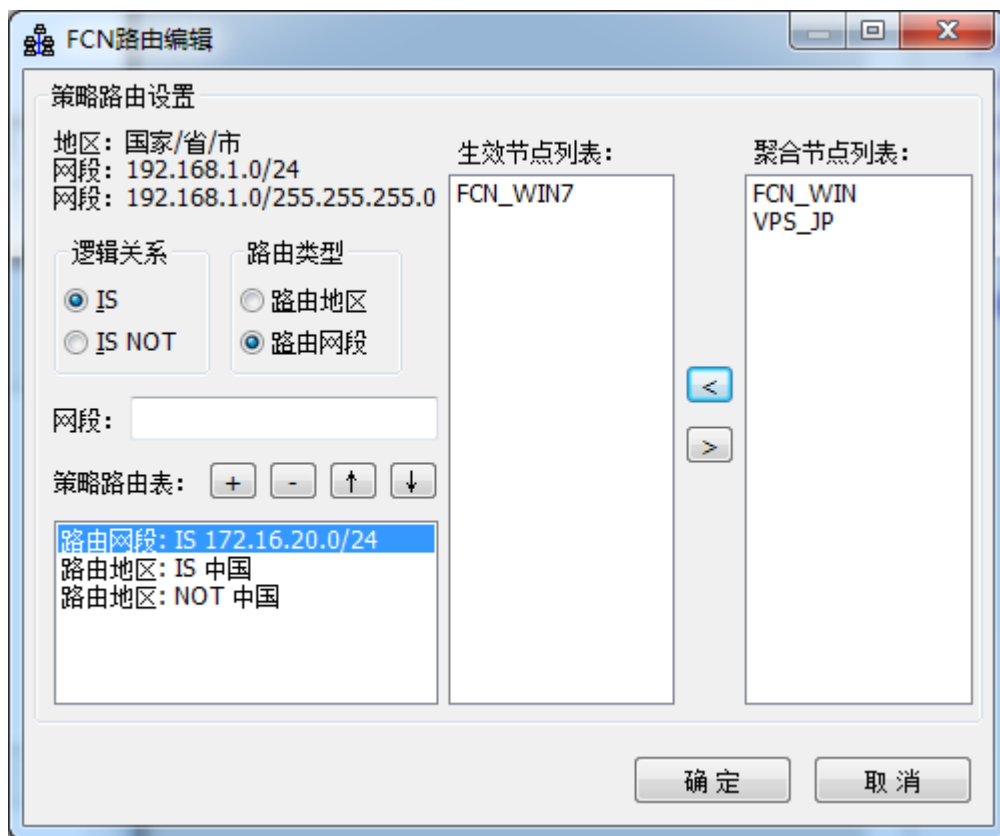 FCN路由编辑
策略路由设置
地区: 国家/省/市
网段: 192.168.1.0/24
网段: 192.168.1.0/255.255.255.0
逻辑关系
IS
IS NOT
路由类型
路由地区
路由网段
网段:
策略路由表:
+
-
↑
↓
路由网段: IS 172.16.20.0/24
路由地区: IS 中国
路由地区: NOT 中国
生效节点列表:
FCN_WIN7
<
>
聚合节点列表:
FCN_WIN
VPS_JP
确 定
取 消